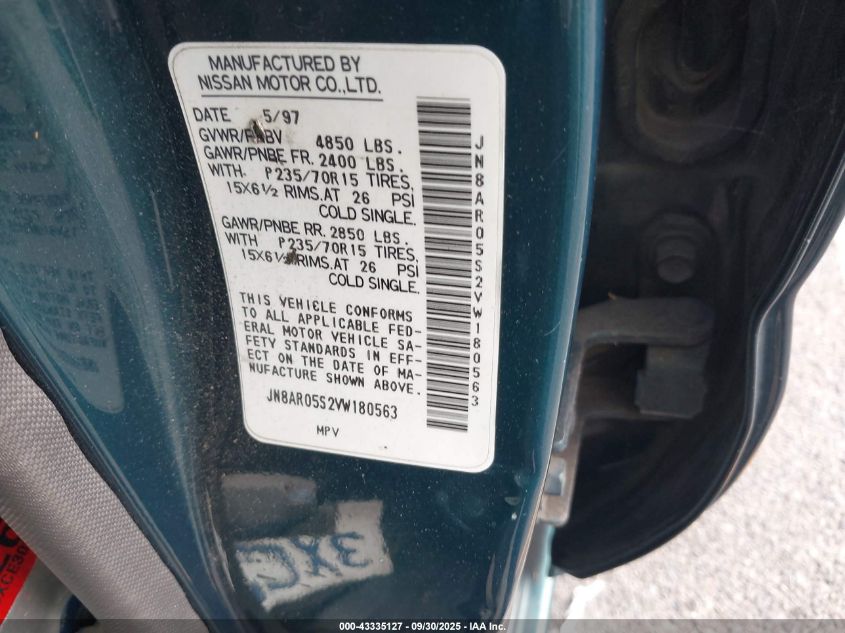 MANUFACTURED BY
NISSAN MOTOR CO.,LTD.
DATE 5/97
GVWR/PNBV 4850 LBS.
GAWR/PNBE FR. 2400 LBS.
WITH P235/70R15 TIRES,
15X6½ RIMS.AT 26 PSI
COLD SINGLE.
GAWR/PNBE RR. 2850 LBS.
WITH P235/70R15 TIRES,
15X6½ RIMS.AT 26 PSI
COLD SINGLE.
THIS VEHICLE CONFORMS
TO ALL APPLICABLE FED-
ERAL MOTOR VEHICLE SA-
FETY STANDARDS IN EFF-
ECT ON THE DATE OF MA-
NUFACTURE SHOWN ABOVE.
JN8AR05S2VW180563
MPV
JN8AR05S2VW180563
000-43335127 - 09/30/2025 - IAA Inc.